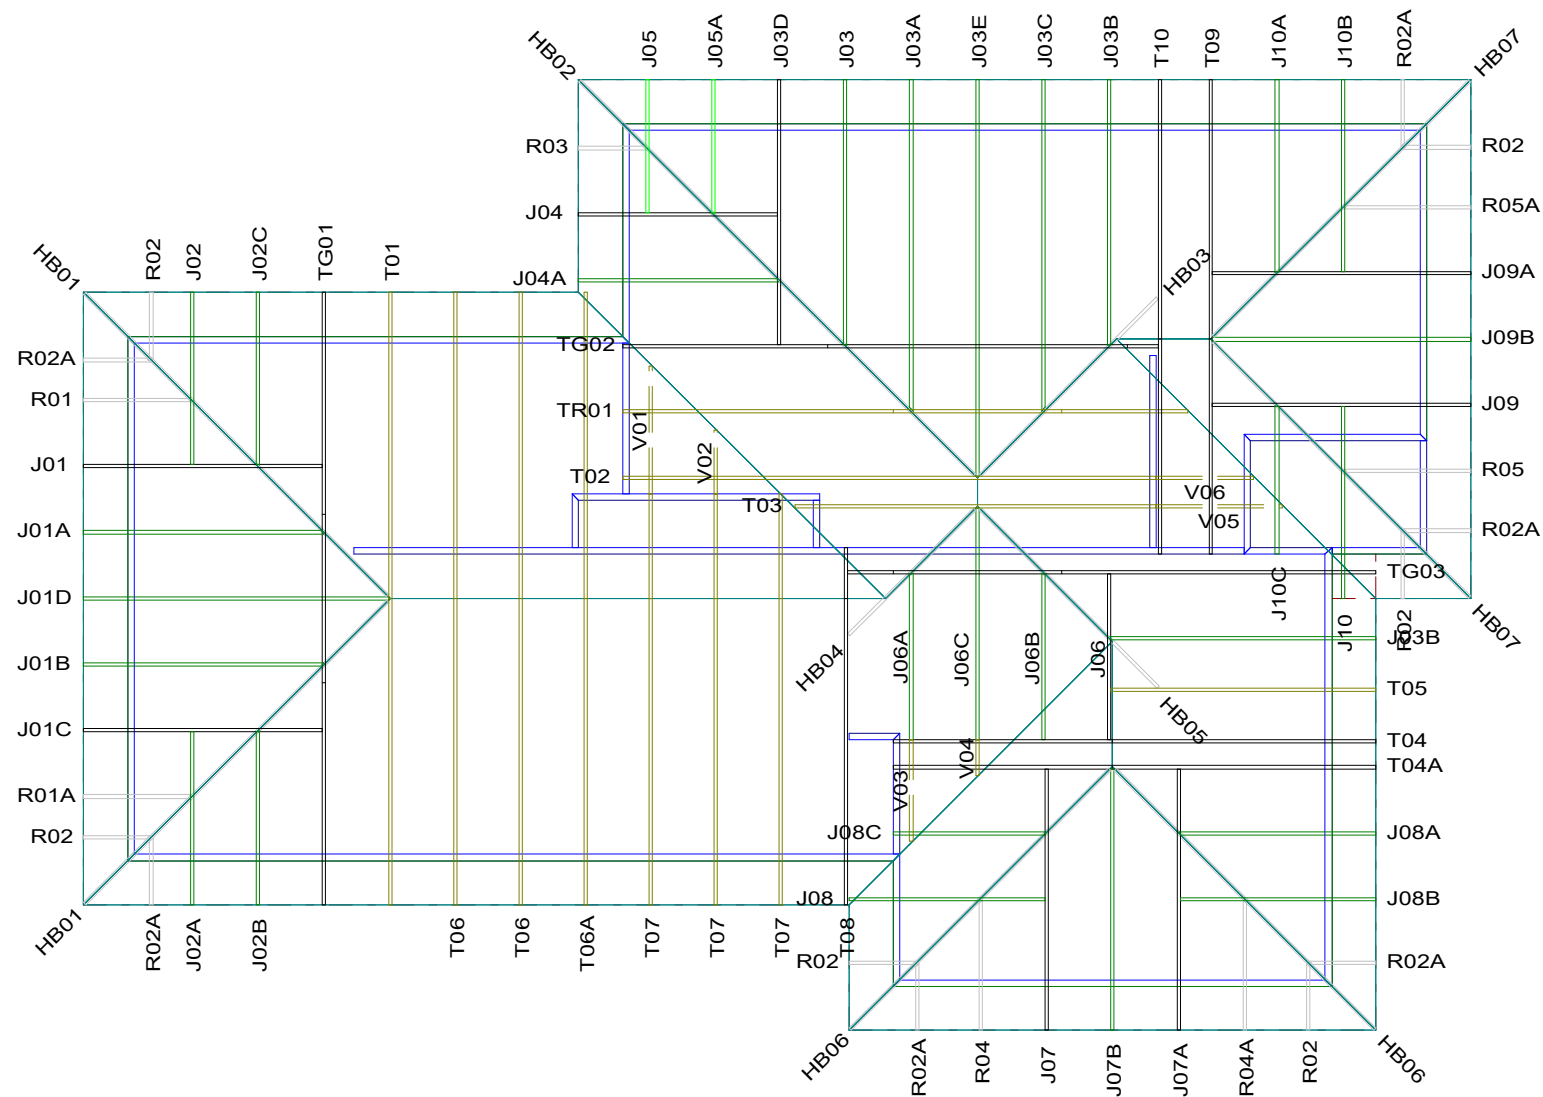 HB02
J05
J05A
J03D
J03
J03A
J03E
J03C
J03B
T10
T09
J10A
J10B
R02A
HB07
R03
R02
J04
R05A
HB01
R02
J02
J02C
TG01
T01
J04A
HB03
J09A
TG02
J09B
R02A
R01
TR01
V01
J09
J01
T02
V02
V06
R05
T03
V05
J01A
R02A
J01D
J10C
TG03
J10
R02
HB07
J01B
HB04
J06A
J06C
J06B
J06
J03B
T05
HB05
J01C
T04
V04
T04A
R01A
V03
R02
J08C
J08A
J08
J08B
HB01
R02A
J02A
J02B
T06
T06
T06A
T07
T07
T07
T08
R02
R02A
HB06
R02A
R04
J07
J07B
J07A
R04A
R02
HB06